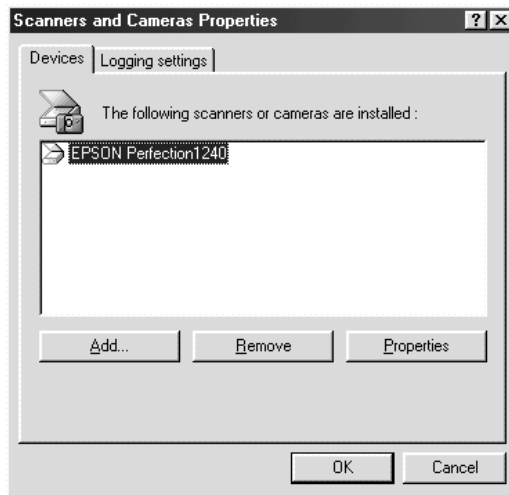 Scanners and Cameras Properties
Devices Logging settings
The following scanners or cameras are installed :
EPSON Perfection1240
Add... Remove Properties
OK Cancel